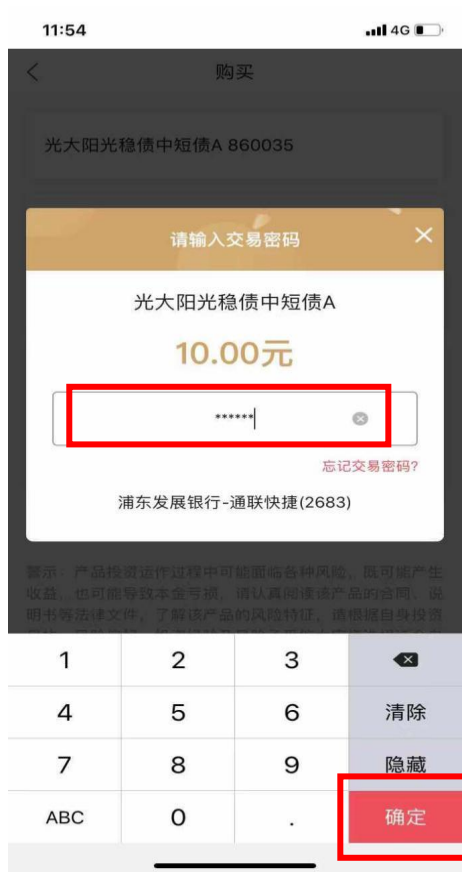 11:54
4G
购买
光大阳光稳债中短债A 860035
请输入交易密码
光大阳光稳债中短债A
10.00元
******
忘记交易密码?
浦东发展银行-通联快捷(2683)
警示：产品投资运作过程中可能面临各种风险，既可能产生
收益，也可能导致本金亏损，请认真阅读该产品的合同、说
明书等法律文件，了解该产品的风险特征，请根据自身投资
1 2 3
4 5 6 清除
7 8 9 隐藏
ABC 0 . 确定